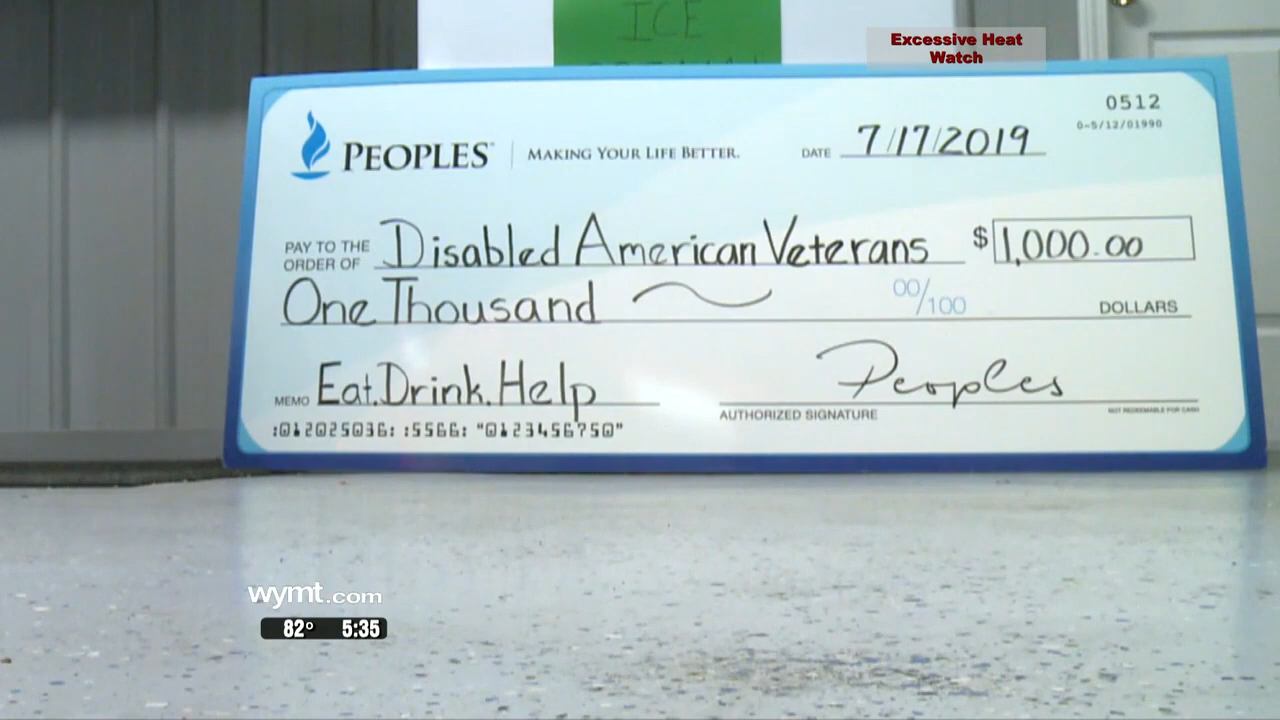 ICE
Excessive Heat
Watch
0512
0-5/12/01990
PEOPLES | MAKING YOUR LIFE BETTER.
DATE 7/17/2019
PAY TO THE
ORDER OF Disabled American Veterans $ 1,000.00
One Thousand 00/100 DOLLARS
MEMO Eat.Drink.Help Peoples
AUTHORIZED SIGNATURE NOT REDEEMABLE FOR CASH
:012025036: :5566: "0123456750"
wymt.com
82° 5:35